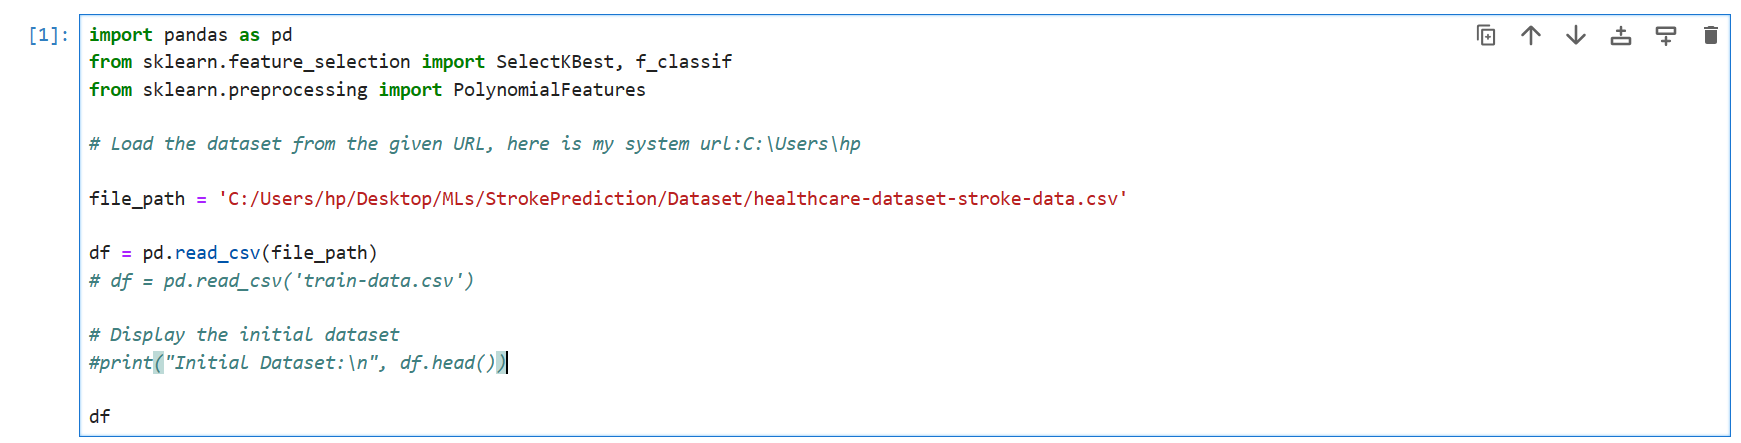 [1]: import pandas as pd
from sklearn.feature_selection import SelectKBest, f_classif
from sklearn.preprocessing import PolynomialFeatures
# Load the dataset from the given URL, here is my system url:C:\Users\hp
file_path = 'C:/Users/hp/Desktop/MLs/StrokePrediction/Dataset/healthcare-dataset-stroke-data.csv'
df = pd.read_csv(file_path)
# df = pd.read_csv('train-data.csv')
# Display the initial dataset
#print("Initial Dataset:\n", df.head())
df